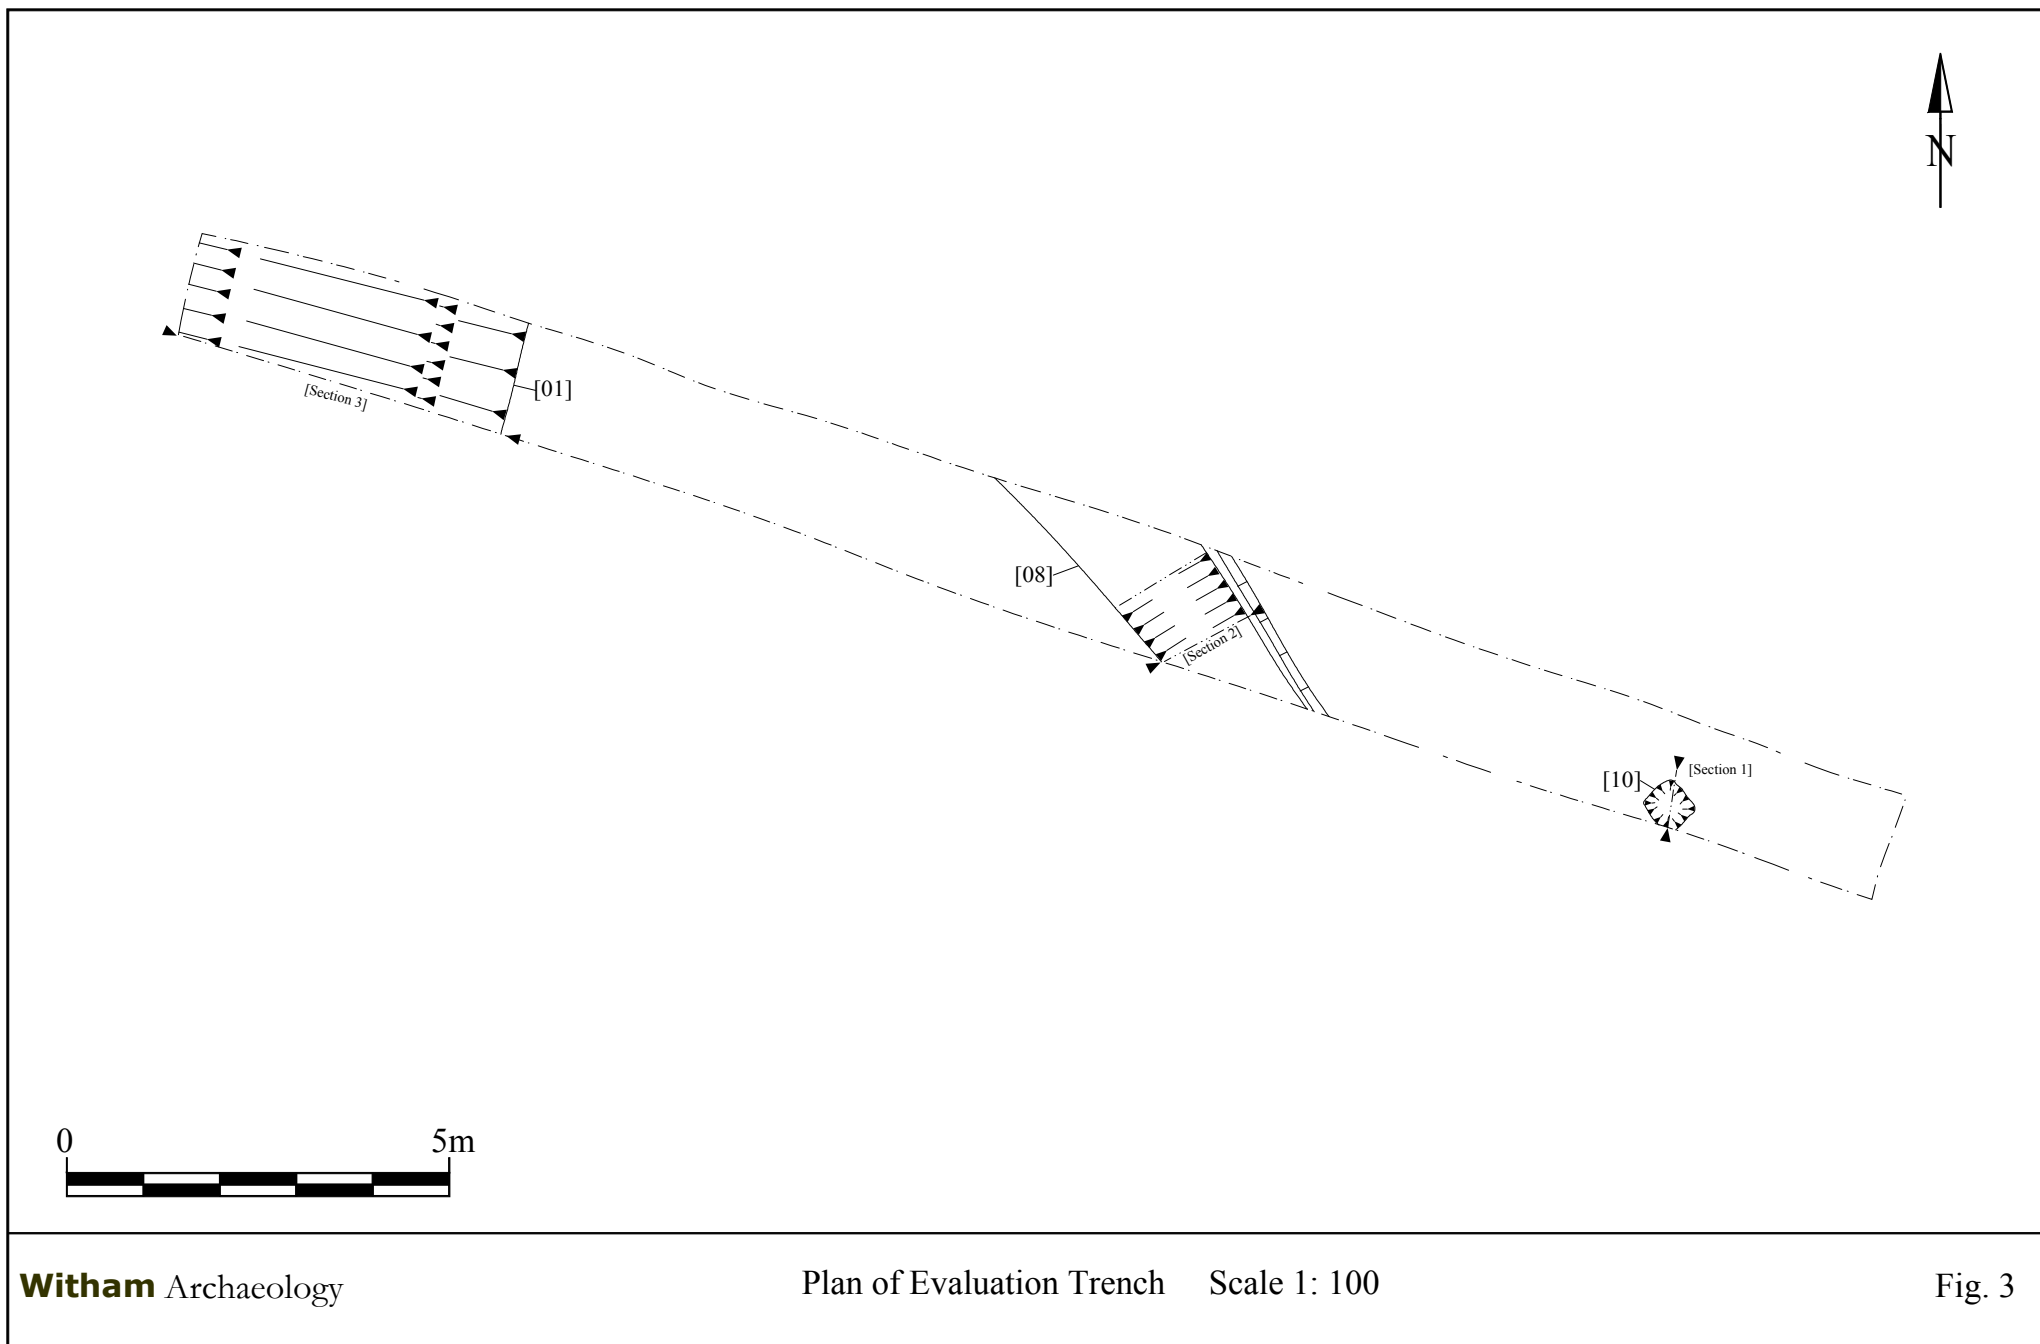 N
[Section 3]
[01]
[08]
[Section 2]
[10]
[Section 1]
0 5m
Witham Archaeology
Plan of Evaluation Trench Scale 1: 100
Fig. 3